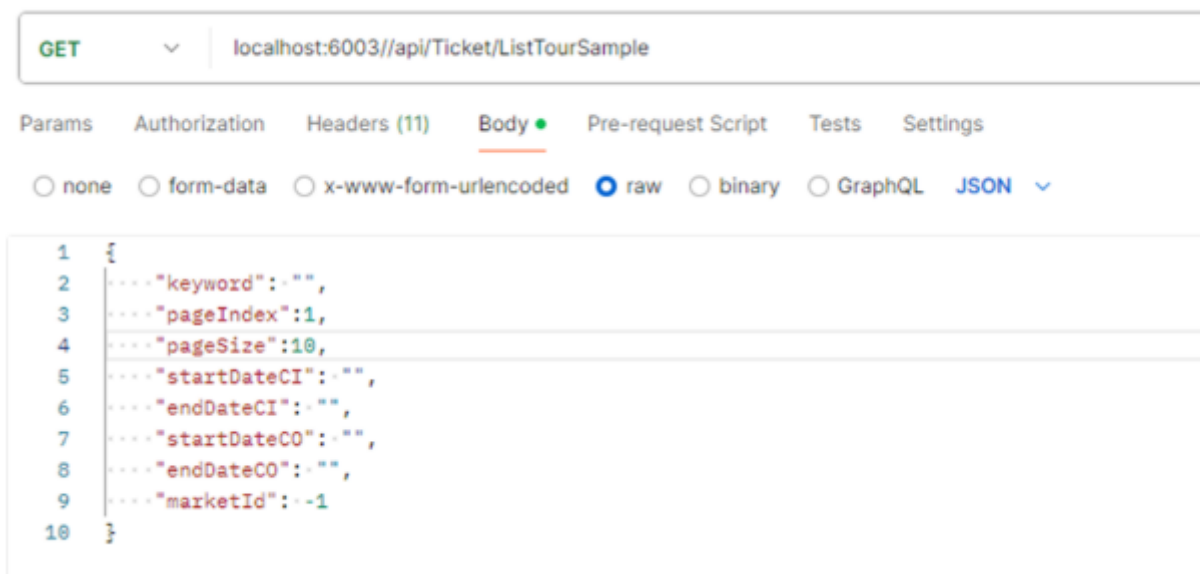 GET localhost:6003//api/Ticket/ListTourSample
Params Authorization Headers (11) Body Pre-request Script Tests Settings
none form-data x-www-form-urlencoded raw binary GraphQL JSON
1 {
2 "keyword": "",
3 "pageIndex":1,
4 "pageSize":10,
5 "startDateCI": "",
6 "endDateCI": "",
7 "startDateCO": "",
8 "endDateCO": "",
9 "marketId": -1
10 }